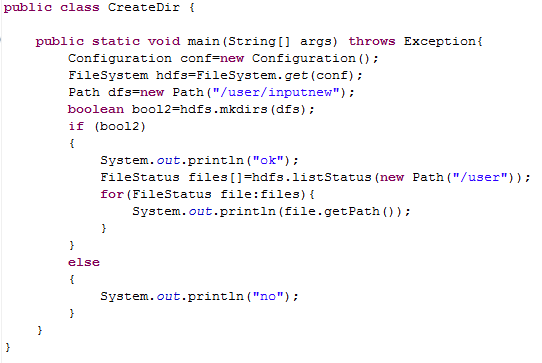 public class CreateDir {
public static void main(String[] args) throws Exception{
Configuration conf=new Configuration();
FileSystem hdfs=FileSystem.get(conf);
Path dfs=new Path("/user/inputnew");
boolean bool2=hdfs.mkdirs(dfs);
if (bool2)
{
System.out.println("ok");
FileStatus files[]=hdfs.listStatus(new Path("/user"));
for(FileStatus file:files){
System.out.println(file.getPath());
}
}
else
{
System.out.println("no");
}
}
}